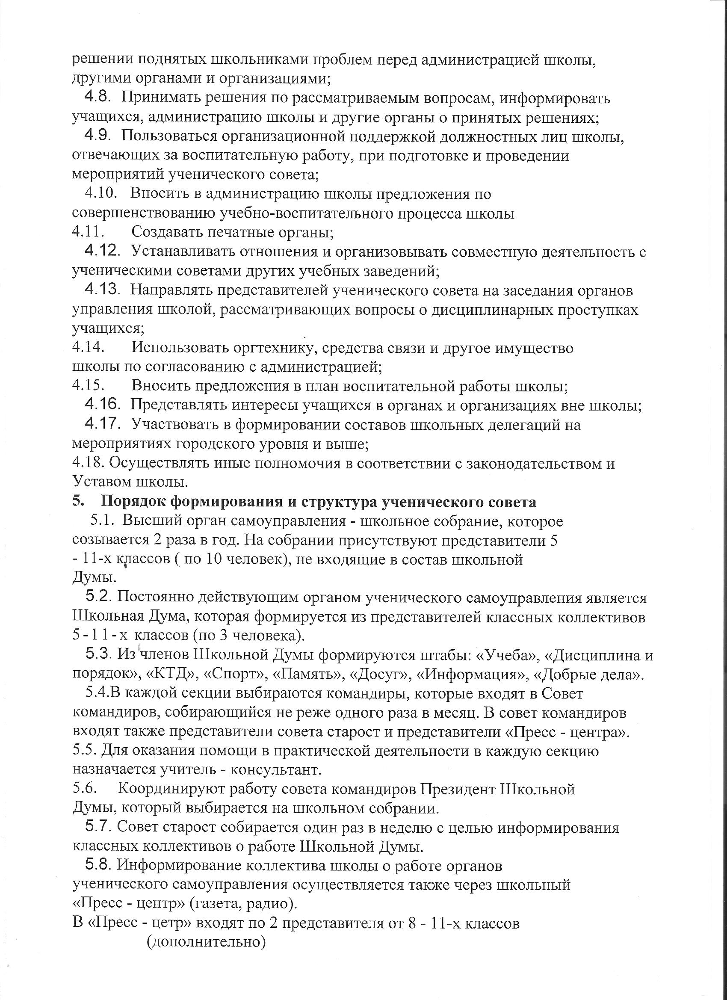 решении поднятых школьниками проблем перед администрацией школы,
другими органами и организациями;
4.8. Принимать решения по рассматриваемым вопросам, информировать
учащихся, администрацию школы и другие органы о принятых решениях;
4.9. Пользоваться организационной поддержкой должностных лиц школы,
отвечающих за воспитательную работу, при подготовке и проведении
мероприятий ученического совета;
4.10. Вносить в администрацию школы предложения по
совершенствованию учебно-воспитательного процесса школы
4.11. Создавать печатные органы;
4.12. Устанавливать отношения и организовывать совместную деятельность с
ученическими советами других учебных заведений;
4.13. Направлять представителей ученического совета на заседания органов
управления школой, рассматривающих вопросы о дисциплинарных проступках
учащихся;
4.14. Использовать оргтехнику, средства связи и другое имущество
школы по согласованию с администрацией;
4.15. Вносить предложения в план воспитательной работы школы;
4.16. Представлять интересы учащихся в органах и организациях вне школы;
4.17. Участвовать в формировании составов школьных делегаций на
мероприятиях городского уровня и выше;
4.18. Осуществлять иные полномочия в соответствии с законодательством и
Уставом школы.
5. Порядок формирования и структура ученического совета
5.1. Высший орган самоуправления - школьное собрание, которое
созывается 2 раза в год. На собрании присутствуют представители 5
- 11-х классов ( по 10 человек), не входящие в состав школьной
Думы.
5.2. Постоянно действующим органом ученического самоуправления является
Школьная Дума, которая формируется из представителей классных коллективов
5-11-х классов (по 3 человека).
5.3. Из членов Школьной Думы формируются штабы: «Учеба», «Дисциплина и
порядок», «КТД», «Спорт», «Память», «Досуг», «Информация», «Добрые дела».
5.4.В каждой секции выбираются командиры, которые входят в Совет
командиров, собирающийся не реже одного раза в месяц. В совет командиров
входят также представители совета старост и представители «Пресс - центра».
5.5. Для оказания помощи в практической деятельности в каждую секцию
назначается учитель - консультант.
5.6. Координируют работу совета командиров Президент Школьной
Думы, который выбирается на школьном собрании.
5.7. Совет старост собирается один раз в неделю с целью информирования
классных коллективов о работе Школьной Думы.
5.8. Информирование коллектива школы о работе органов
ученического самоуправления осуществляется также через школьный
«Пресс - центр» (газета, радио).
В «Пресс - цетр» входят по 2 представителя от 8 - 11-х классов
(дополнительно)